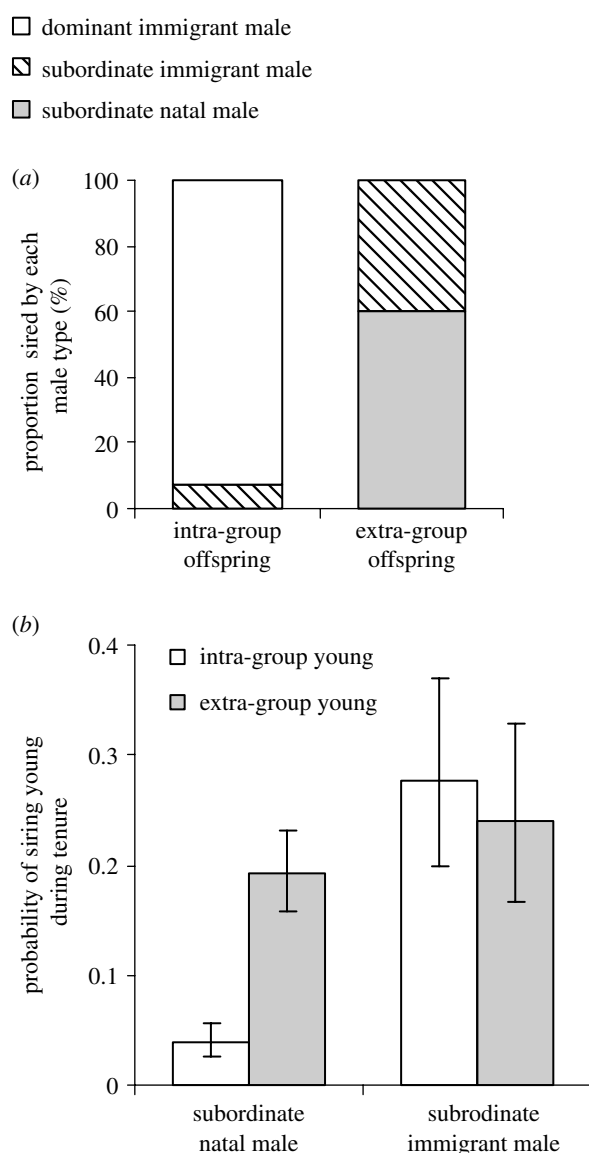 dominant immigrant male
subordinate immigrant male
subordinate natal male
(a)
proportion sired by each
male type (%)
100
80
60
40
20
0
intra-group
offspring
extra-group
offspring
(b)
probability of siring young
during tenure
0.4
0.3
0.2
0.1
0
intra-group young
extra-group young
subordinate
natal male
subrodinate
immigrant male